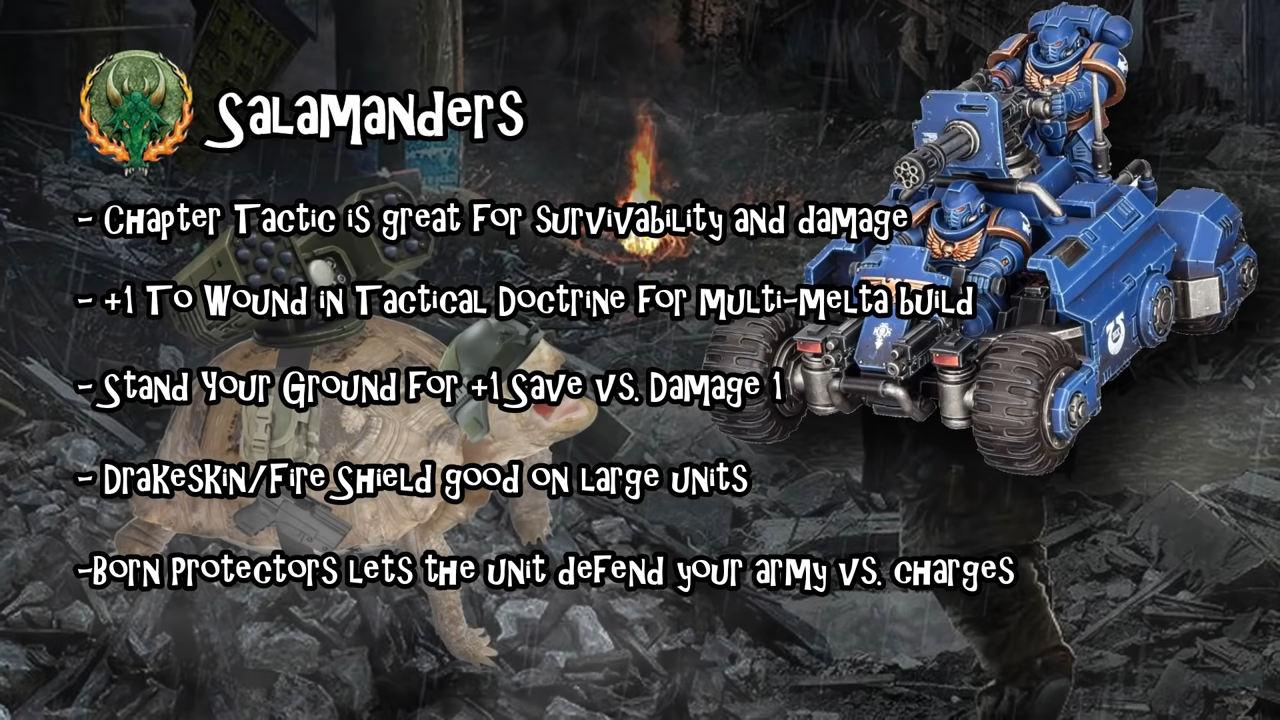 Salamanders
- Chapter Tactic is great for survivability and damage
- +1 To Wound in Tactical Doctrine for multi-melta build
- Stand Your Ground for +1 Save vs. Damage 1
- Drakeskin/Fire Shield good on large units
-Born Protectors lets the unit defend your army vs. charges